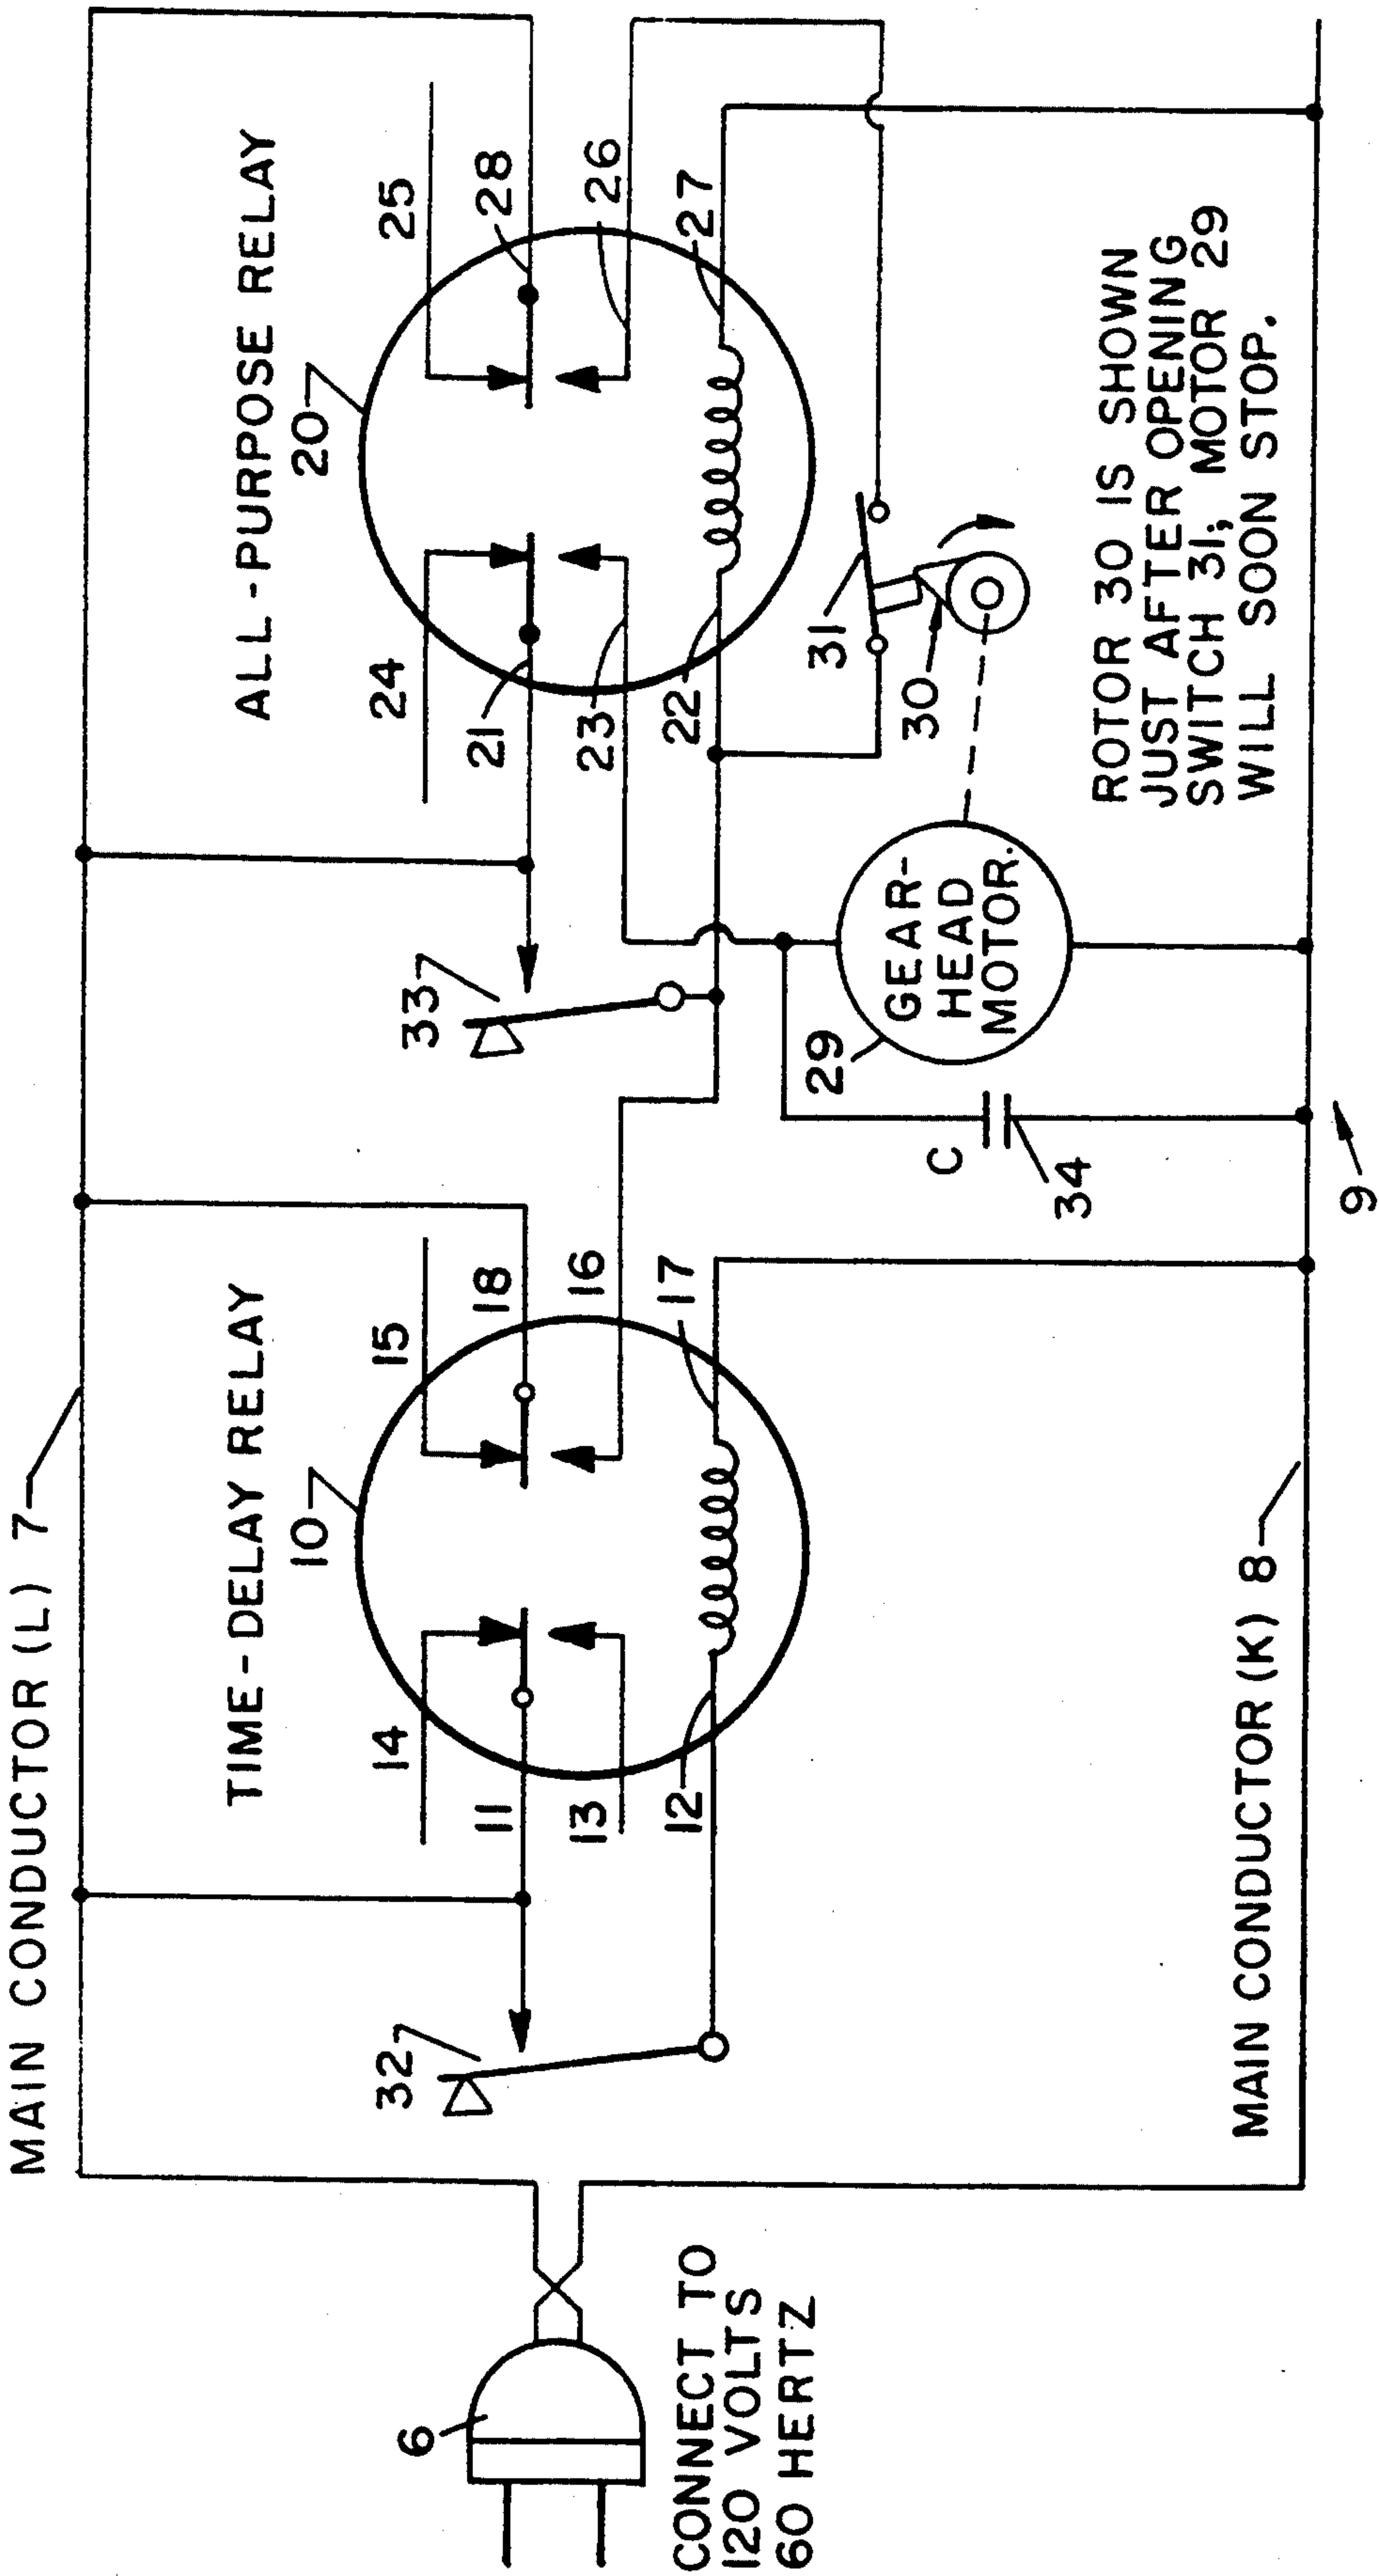 MAIN CONDUCTOR (L) 7
TIME-DELAY RELAY
ALL-PURPOSE RELAY
10
20
14
15
24
25
32
11
18
33
21
28
13
16
23
26
12
17
22
27
6
CONNECT TO
120 VOLTS
60 HERTZ
C
34
29
GEAR-
HEAD
MOTOR.
31
30
ROTOR 30 IS SHOWN
JUST AFTER OPENING
SWITCH 31; MOTOR 29
WILL SOON STOP.
MAIN CONDUCTOR (K) 8
9